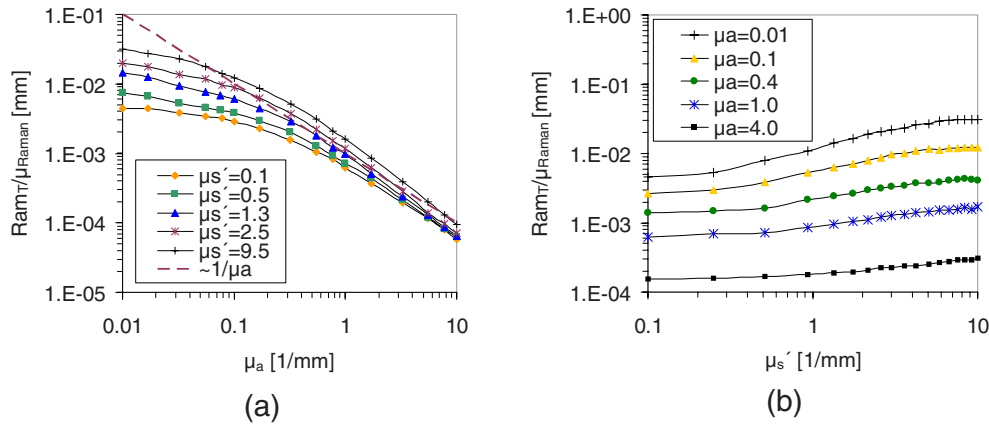 1.E-01
1.E-02
1.E-03
1.E-04
1.E-05
RamT/μRaman [mm]
μs´=0.1
μs´=0.5
μs´=1.3
μs´=2.5
μs´=9.5
~1/μa
0.01 0.1 1 10
μa [1/mm]
(a)
1.E+00
1.E-01
1.E-02
1.E-03
1.E-04
RamT/μRaman [mm]
μa=0.01
μa=0.1
μa=0.4
μa=1.0
μa=4.0
0.1 1 10
μs´ [1/mm]
(b)